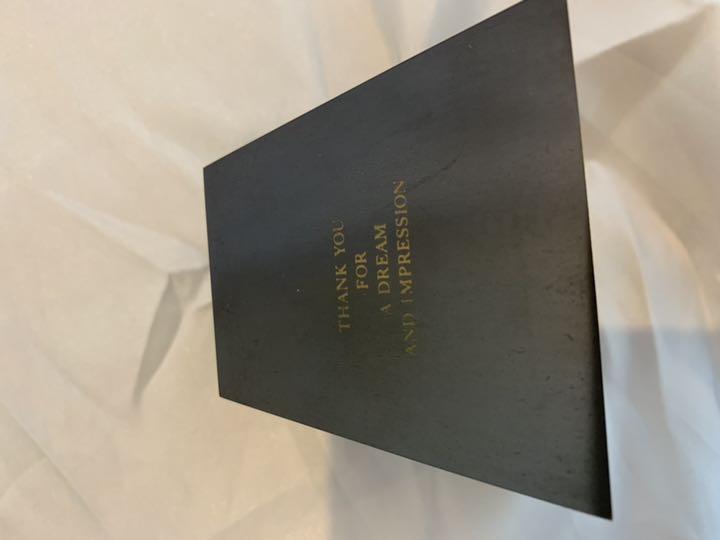 THANK YOU
FOR
A DREAM
AND IMPRESSION